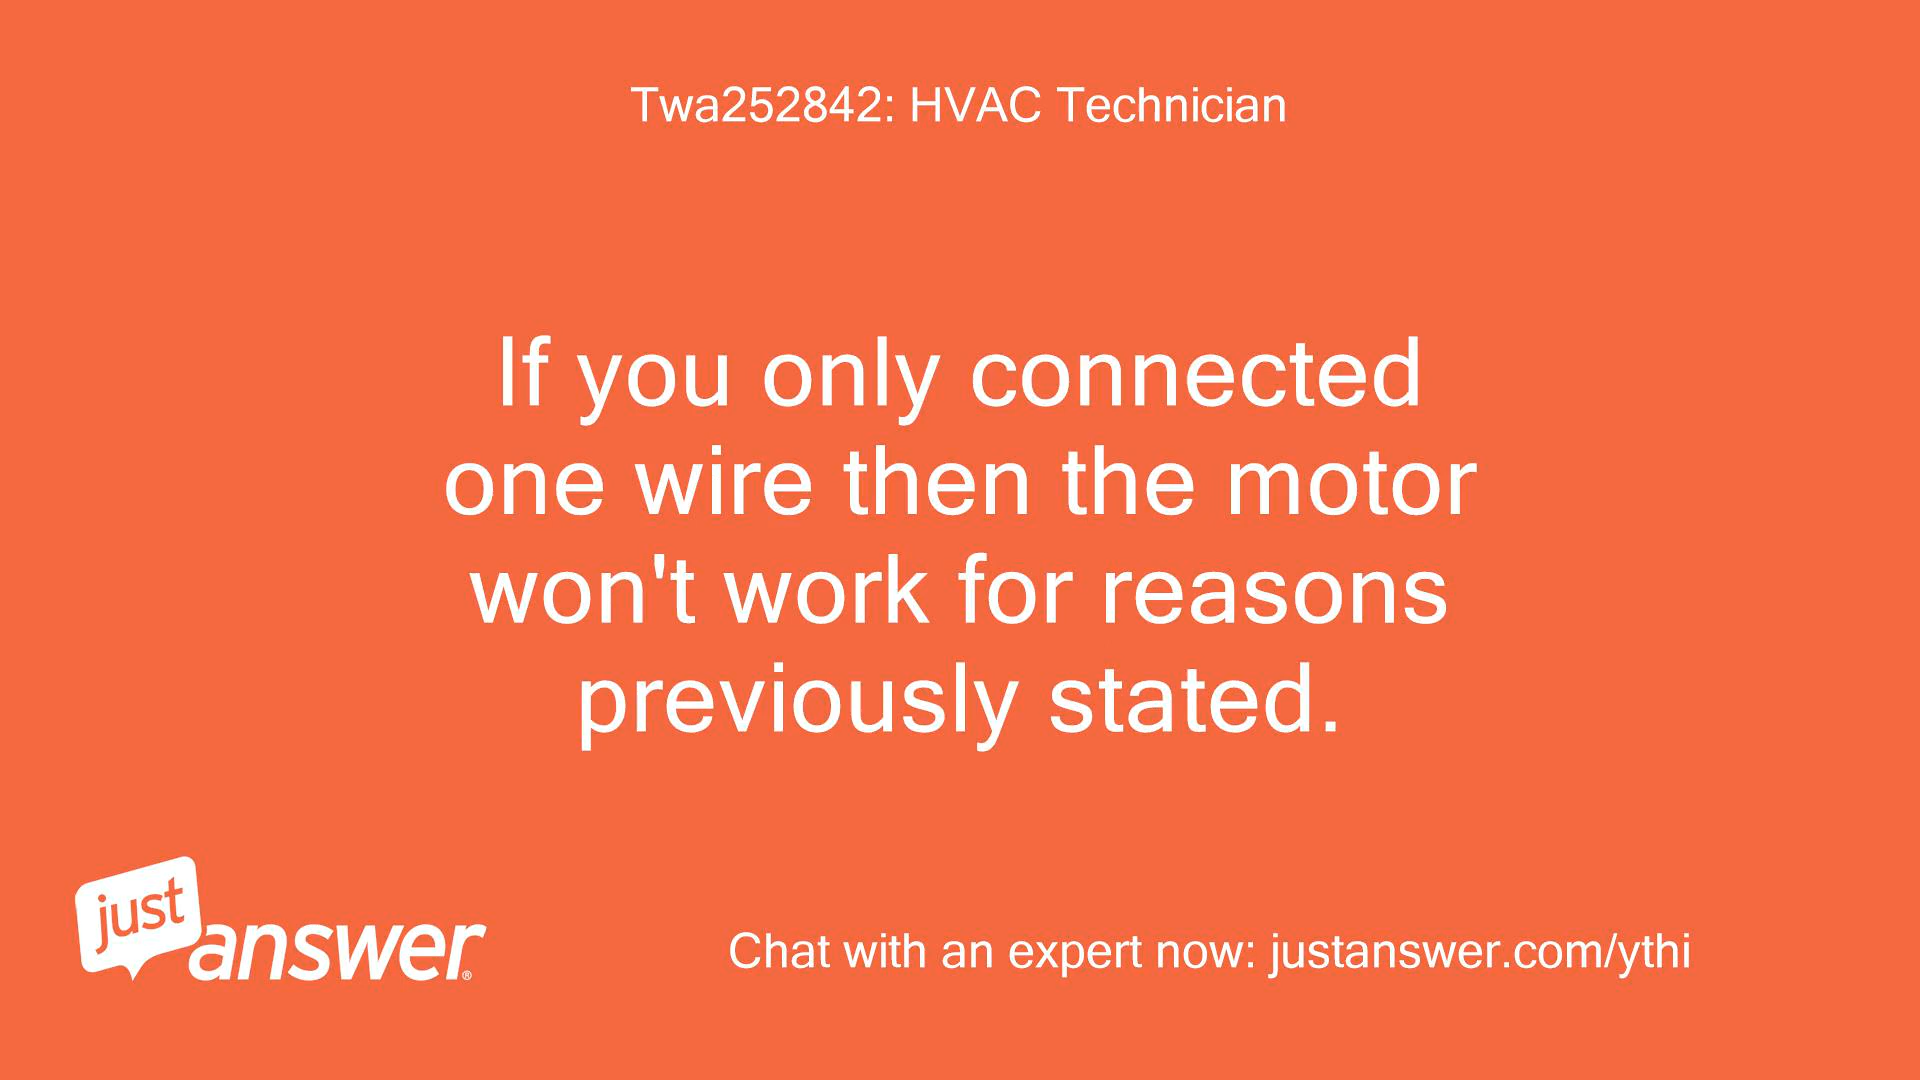 Twa252842: HVAC Technician
If you only connected
one wire then the motor
won't work for reasons
previously stated.
just
answer®
Chat with an expert now: justanswer.com/ythi